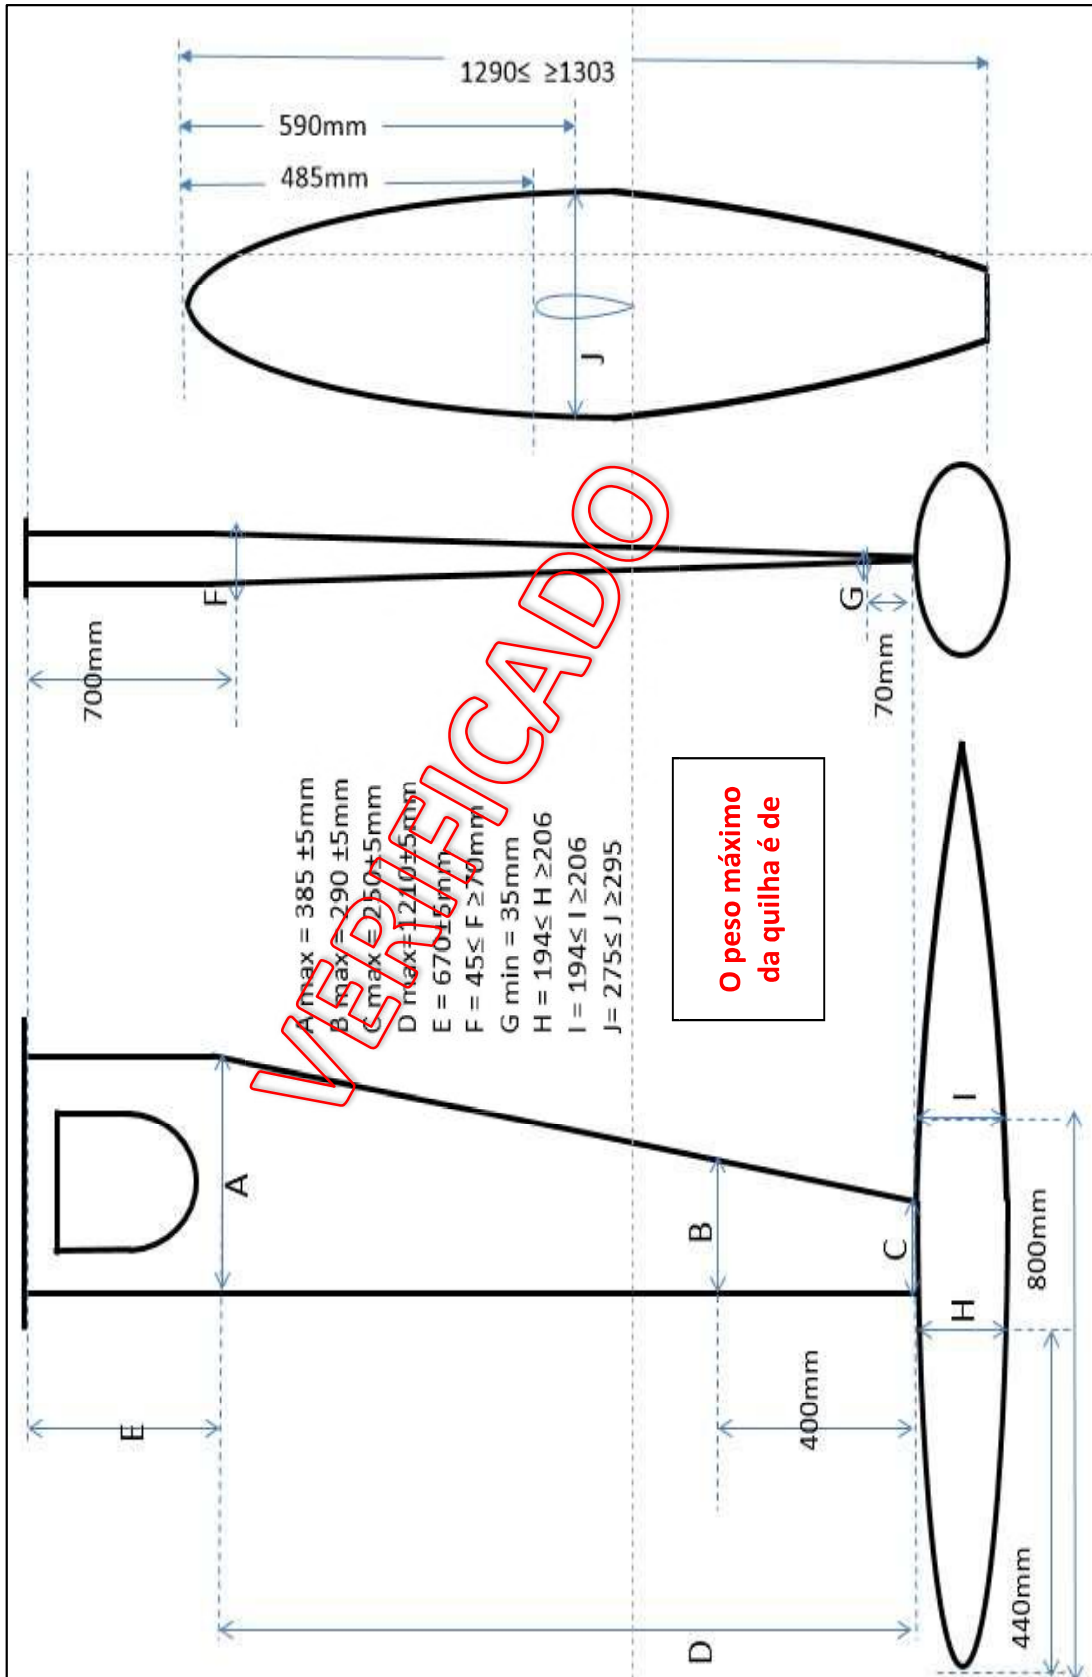 1290≤ ≥1303
590mm
485mm
J
F
G
700mm
70mm
A max = 385 ±5mm
B max = 290 ±5mm
C max = 250±5mm
D max=1210±5mm
E = 670±5mm
F = 45≤ F ≥70mm
G min = 35mm
H = 194≤ H ≥206
I = 194≤ I ≥206
J= 275≤ J ≥295
VERIFICADO
O peso máximo
da quilha é de
A
B
C
I
H
E
D
400mm
800mm
440mm